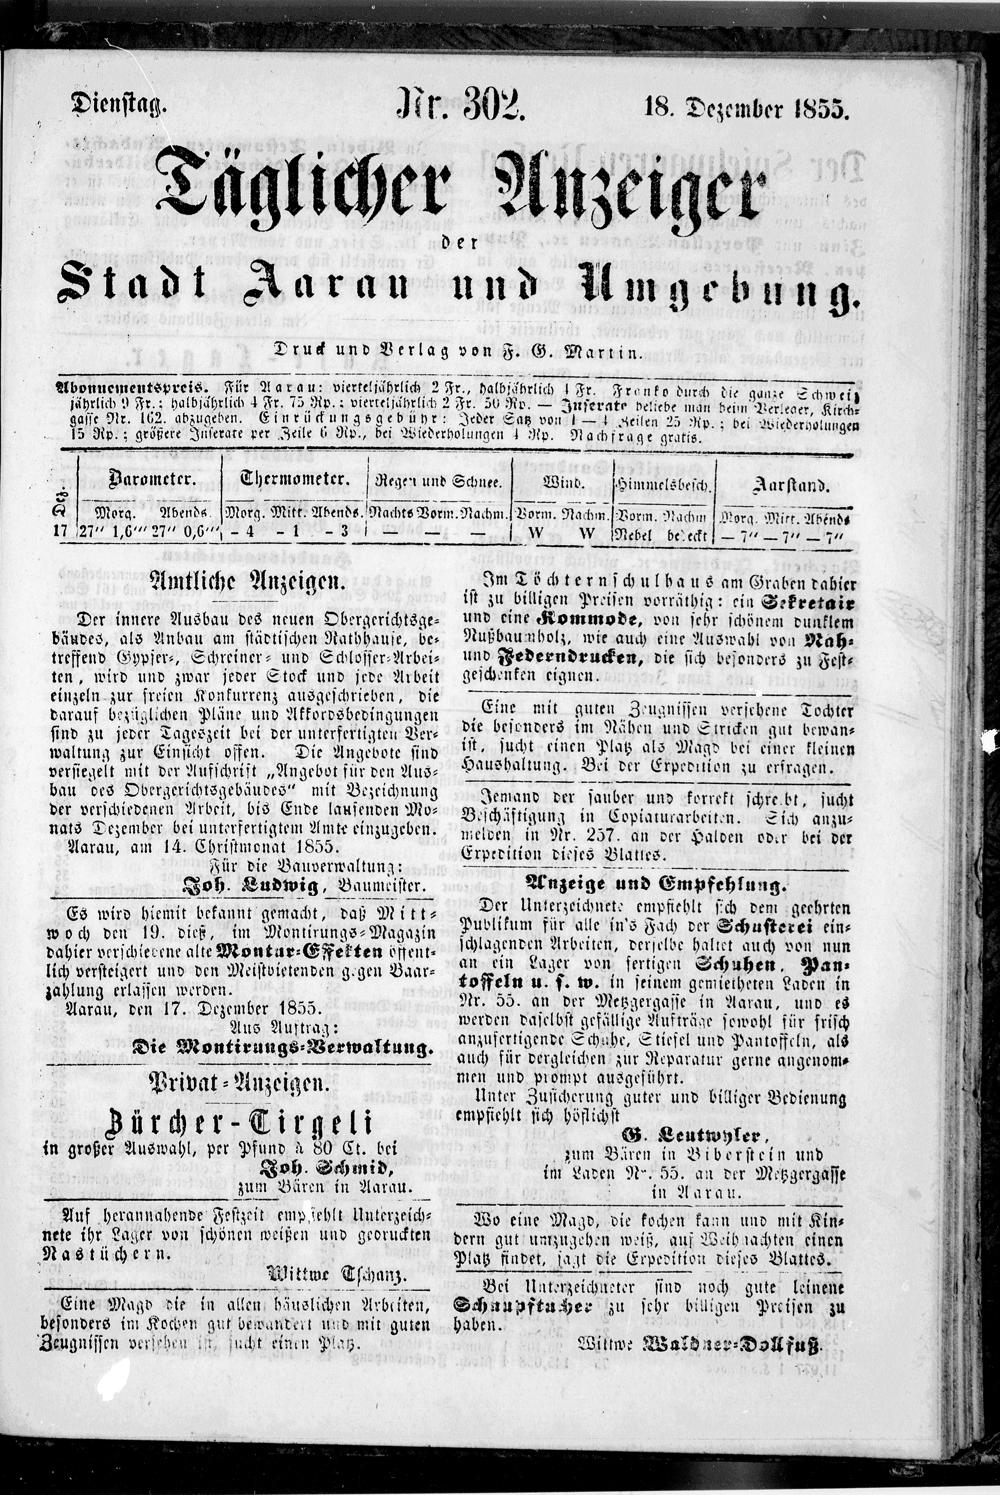 Dienstag. Nr. 302. 18. Dezember 1855.
Täglicher Anzeiger
der
Stadt Aarau und Umgebung.
Druck und Verlag von F. G. Martin.
Abonnementspreis. Für Aarau: vierteljährlich 2 Fr., halbjährlich 4 Fr. Franko durch die ganze Schweiz
jährlich 9 Fr.; halbjährlich 4 Fr. 75 Rp.; vierteljährlich 2 Fr. 50 Rp. — Inserate beliebe man beim Verleger, Kirch-
gasse Nr. 162. abzugeben. Einrückungsgebühr: Jeder Satz von 1—4 Zeilen 25 Rp.; bei Wiederholungen
15 Rp.; größere Inserate per Zeile 6 Rp., bei Wiederholungen 4 Rp. Nachfrage gratis.
Dez. Barometer. Thermometer. Regen und Schnee. Wind. Himmelsbesch. Aarstand.
Morg. Abends. Morg. Mitt. Abends. Nachts Vorm. Nachm. Vorm. Nachm. Vorm. Nachm Morg. Mitt. Abends
17 27" 1,6"' 27" 0,6"' – 4 – 1 – 3 — — — W W Nebel bedeckt — 7" — 7" — 7"
Amtliche Anzeigen.
Der innere Ausbau des neuen Obergerichtsge-
bäudes, als Anbau am städtischen Rathhause, be-
treffend Gypser-, Schreiner- und Schlosser-Arbei-
ten, wird und zwar jeder Stock und jede Arbeit
einzeln zur freien Konkurrenz ausgeschrieben, die
darauf bezüglichen Pläne und Akkordsbedingungen
sind zu jeder Tageszeit bei der unterfertigten Ver-
waltung zur Einsicht offen. Die Angebote sind
versiegelt mit der Aufschrift „Angebot für den Aus-
bau des Obergerichtsgebäudes" mit Bezeichnung
der verschiedenen Arbeit, bis Ende laufenden Mo-
nats Dezember bei unterfertigtem Amte einzugeben.
Aarau, am 14. Christmonat 1855.
Für die Bauverwaltung:
Joh. Ludwig, Baumeister.
Es wird hiemit bekannt gemacht, daß Mitt-
woch den 19. dieß, im Montirungs-Magazin
dahier verschiedene alte Montur-Effekten öffent-
lich versteigert und den Meistbietenden gegen Baar-
zahlung erlassen werden.
Aarau, den 17. Dezember 1855.
Aus Auftrag:
Die Montirungs-Verwaltung.
Privat-Anzeigen.
Zürcher-Tirgeli
in großer Auswahl, per Pfund à 80 Ct. bei
Joh. Schmid,
zum Bären in Aarau.
Auf herannahende Festzeit empfiehlt Unterzeich-
nete ihr Lager von schönen weißen und gedruckten
Nastüchern.
Wittwe Tschanz.
Eine Magd die in allen häuslichen Arbeiten,
besonders im Kochen gut bewandert und mit guten
Zeugnissen versehen ist, sucht einen Platz.
Im Töchternschulhaus am Graben dahier
ist zu billigen Preisen vorräthig: ein Sekretair
und eine Kommode, von sehr schönem dunklem
Nußbaumholz, wie auch eine Auswahl von Näh-
und Federndrucken, die sich besonders zu Fest-
geschenken eignen.
Eine mit guten Zeugnissen versehene Tochter
die besonders im Nähen und Stricken gut bewan-
ist, sucht einen Platz als Magd bei einer kleinen
Haushaltung. Bei der Expedition zu erfragen.
Jemand der sauber und korrekt schreibt, sucht
Beschäftigung in Copiaturarbeiten. Sich anzu-
melden in Nr. 257. an der Halden oder bei der
Expedition dieses Blattes.
Anzeige und Empfehlung.
Der Unterzeichnete empfiehlt sich dem geehrten
Publikum für alle in's Fach der Schusterei ein-
schlagenden Arbeiten, derselbe haltet auch von nun
an ein Lager von fertigen Schuhen, Pan-
toffeln u. s. w. in seinem gemietheten Laden in
Nr. 55. an der Metzgergasse in Aarau, und es
werden daselbst gefällige Aufträge sowohl für frisch
anzufertigende Schuhe, Stiefel und Pantoffeln, als
auch für dergleichen zur Reparatur gerne angenom-
men und prompt ausgeführt.
Unter Zusicherung guter und billiger Bedienung
empfiehlt sich höflichst
G. Leutwyler,
zum Bären in Biberstein und
im Laden Nr. 55. an der Metzgergasse
in Aarau.
Wo eine Magd, die kochen kann und mit Kin-
dern gut umzugehen weiß, auf Weihnachten einen
Platz findet, sagt die Expedition dieses Blattes.
Bei Unterzeichneter sind noch gute leinene
Schnupftücher zu sehr billigen Preisen zu
haben.
Wittwe Waldner-Dollfuß.